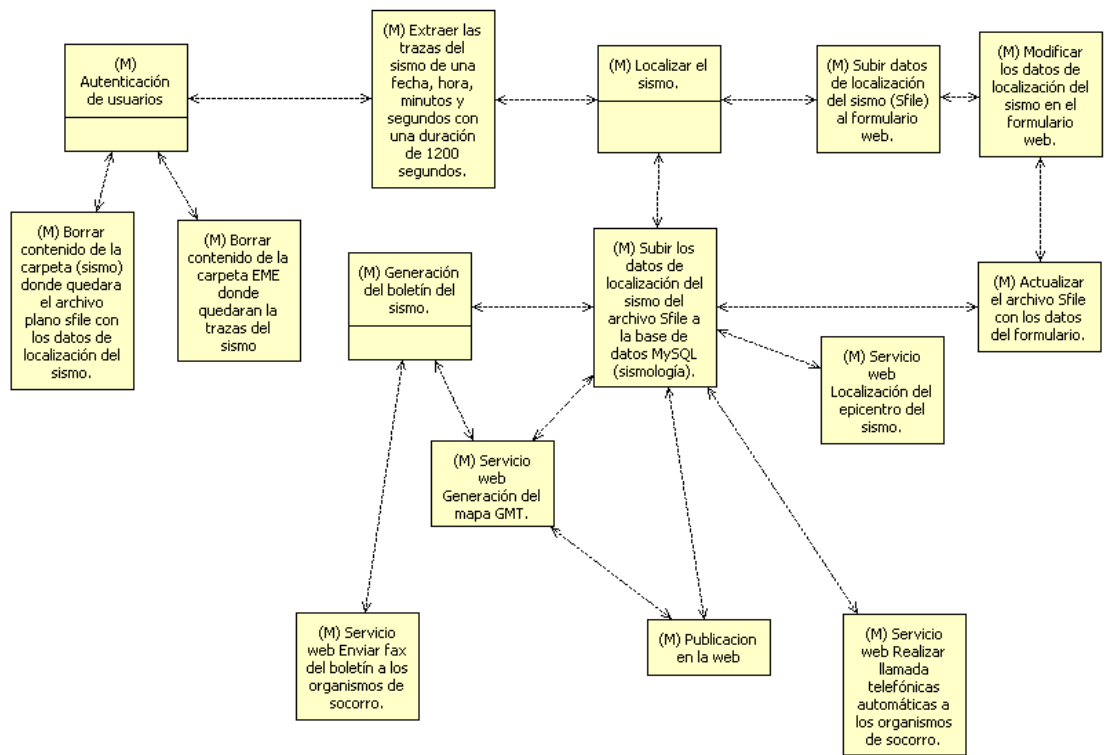 (M)
Autenticación
de usuarios
(M) Extraer las
trazas del
sismo de una
fecha, hora,
minutos y
segundos con
una duración
de 1200
segundos.
(M) Localizar el
sismo.
(M) Subir datos
de localización
del sismo (Sfile)
al formulario
web.
(M) Modificar
los datos de
localización del
sismo en el
formulario
web.
(M) Borrar
contenido de la
carpeta (sismo)
donde quedara
el archivo
plano sfile con
los datos de
localización del
sismo.
(M) Borrar
contenido de la
carpeta EME
donde
quedaran la
trazas del
sismo
(M) Generación
del boletín del
sismo.
(M) Subir los
datos de
localización del
sismo del
archivo Sfile a
la base de
datos MySQL
(sismología).
(M) Actualizar
el archivo Sfile
con los datos
del formulario.
(M) Servicio
web
Localización del
epicentro del
sismo.
(M) Servicio
web
Generación del
mapa GMT.
(M) Servicio
web Enviar fax
del boletín a los
organismos de
socorro.
(M) Publicacion
en la web
(M) Servicio
web Realizar
llamada
telefónicas
automáticas a
los organismos
de socorro.